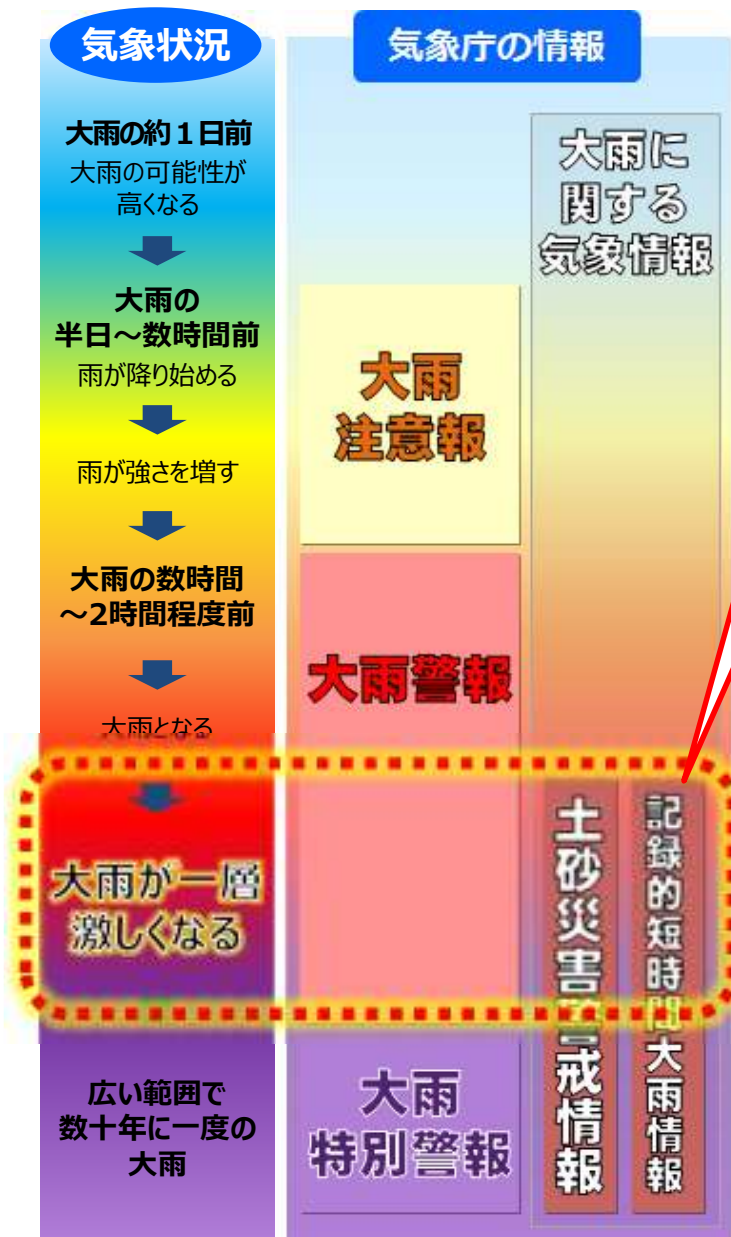 気象状況
大雨の約１日前
大雨の可能性が
高くなる
大雨の
半日～数時間前
雨が降り始める
雨が強さを増す
大雨の数時間
～2時間程度前
大雨となる
大雨が一層
激しくなる
広い範囲で
数十年に一度の
大雨
気象庁の情報
大雨
注意報
大雨警報
大雨
特別警報
大雨に
関する
気象情報
土砂災害警戒情報
記録的短時間大雨情報